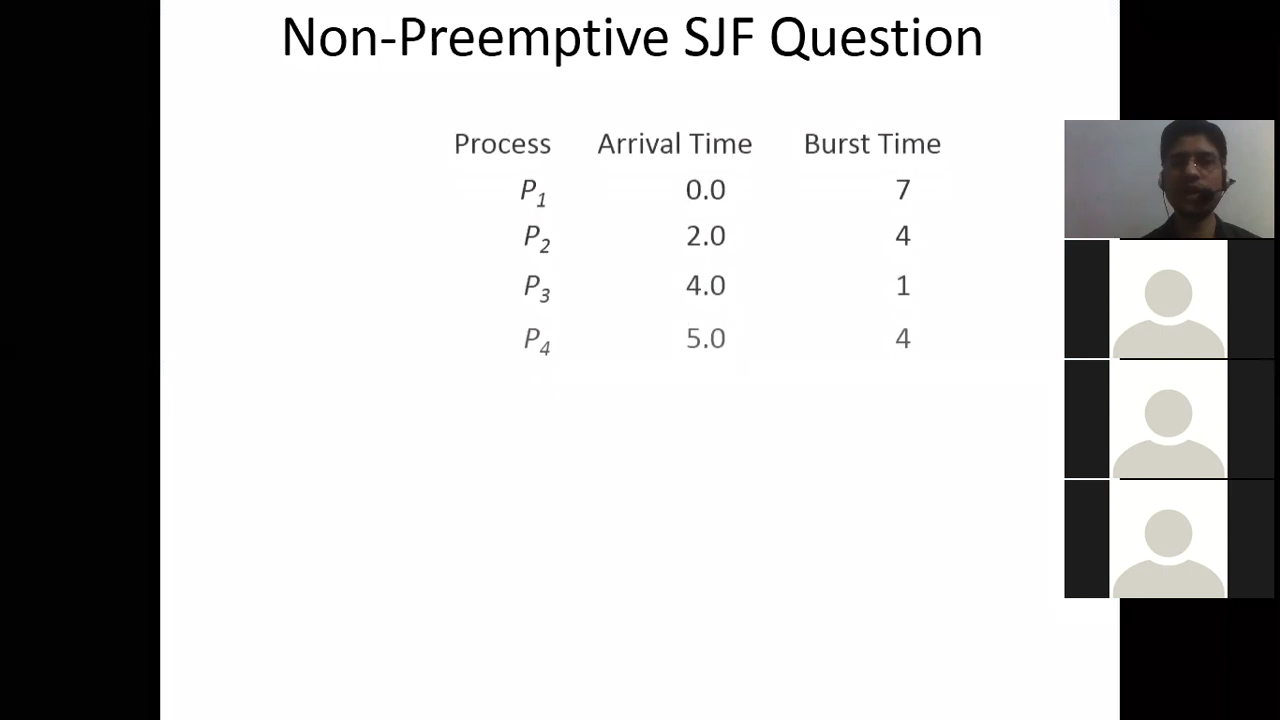 Non-Preemptive SJF Question
Process Arrival Time Burst Time
P1 0.0 7
P2 2.0 4
P3 4.0 1
P4 5.0 4